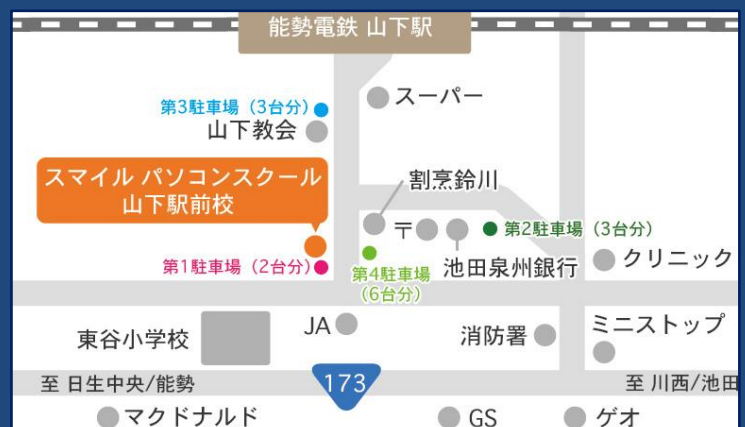 能勢電鉄 山下駅
スーパー
第3駐車場（3台分）
山下教会
スマイル パソコンスクール
山下駅前校
割烹鈴川
〒
第2駐車場（3台分）
第1駐車場（2台分）
第4駐車場
（6台分）
池田泉州銀行
クリニック
東谷小学校
JA
消防署
ミニストップ
至 日生中央/能勢
173
至 川西/池田
マクドナルド
GS
ゲオ